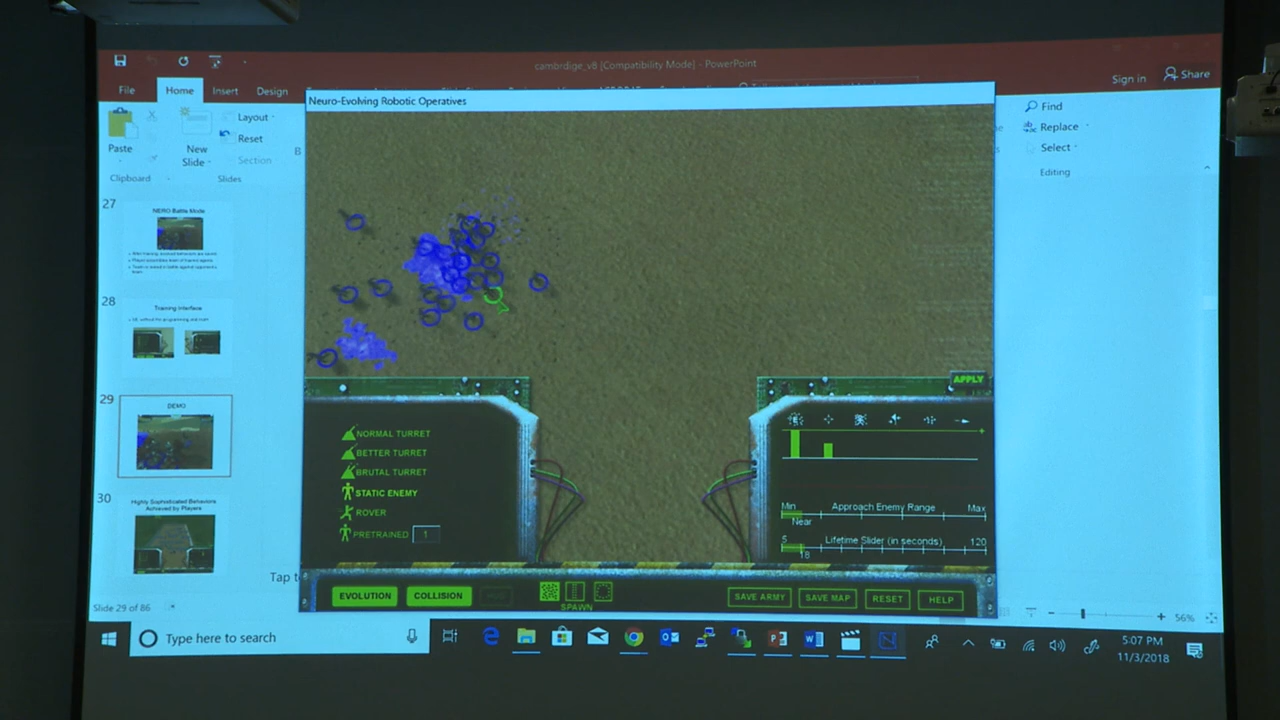 cambrdige_v8 [Compatibility Mode] - PowerPoint
Sign in
Share
File
Home
Insert
Design
Neuro-Evolving Robotic Operatives
Paste
New
Slide
Layout
Reset
Section
Clipboard
Slides
Find
Replace
Select
Editing
27
NERO Battle Mode
28
Training Interface
29
DEMO
30
Highly Sophisticated Behaviors
Achieved by Players
Tap to
APPLY
NORMAL TURRET
BETTER TURRET
BRUTAL TURRET
STATIC ENEMY
ROVER
PRETRAINED 1
Min Approach Enemy Range Max
Near
5 Lifetime Slider (in seconds) 120
18
EVOLUTION
COLLISION
SPAWN
SAVE ARMY
SAVE MAP
RESET
HELP
Slide 29 of 86
56%
Type here to search
5:07 PM
11/3/2018